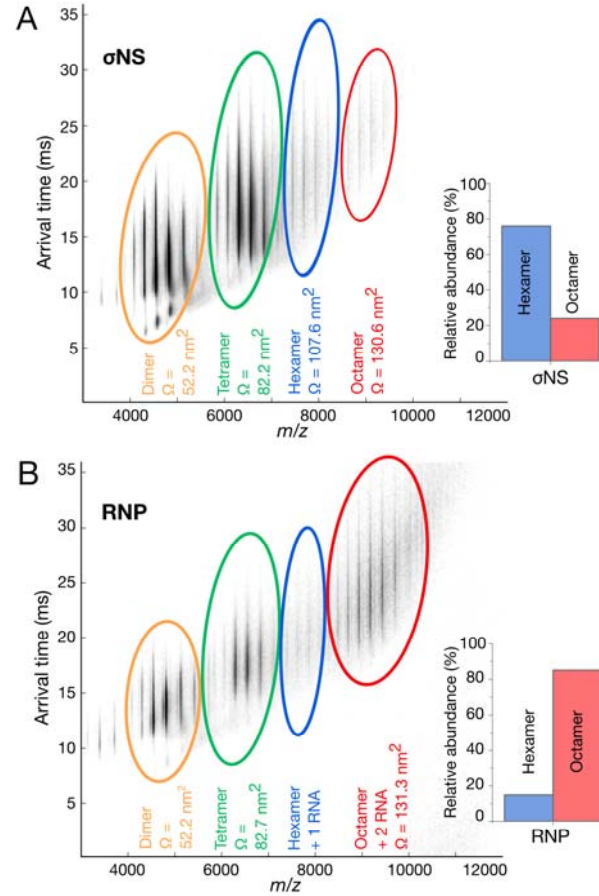 A
σNS
Arrival time (ms)
35
30
25
20
15
10
5
4000
6000
8000
10000
12000
m/z
Dimer
Ω =
52.2 nm²
Tetramer
Ω =
82.2 nm²
Hexamer
Ω = 107.6 nm²
Octamer
Ω = 130.6 nm²
Relative abundance (%)
100
80
60
40
20
0
Hexamer
Octamer
σNS
B
RNP
Arrival time (ms)
35
30
25
20
15
10
5
4000
6000
8000
10000
12000
m/z
Dimer
Ω =
52.2 nm²
Tetramer
Ω =
82.7 nm²
Hexamer
+ 1 RNA
Octamer
+ 2 RNA
Ω = 131.3 nm²
Relative abundance (%)
100
80
60
40
20
0
Hexamer
Octamer
RNP